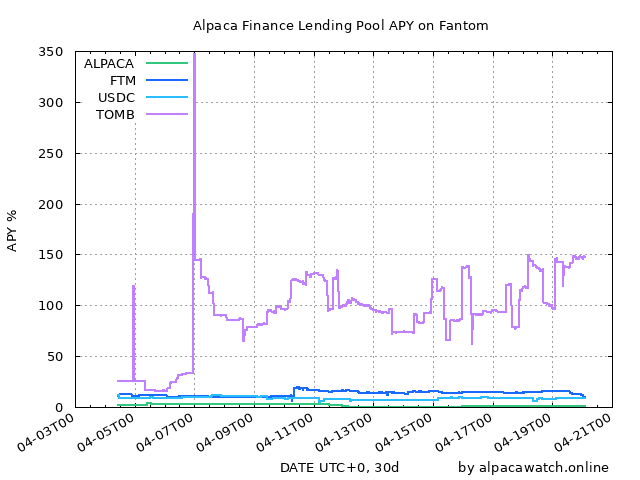 Alpaca Finance Lending Pool APY on Fantom
350
300
250
200
150
100
50
0
APY %
ALPACA
FTM
USDC
TOMB
04-03T00
04-05T00
04-07T00
04-09T00
04-11T00
04-13T00
04-15T00
04-17T00
04-19T00
04-21T00
DATE UTC+0, 30d
by alpacawatch.online